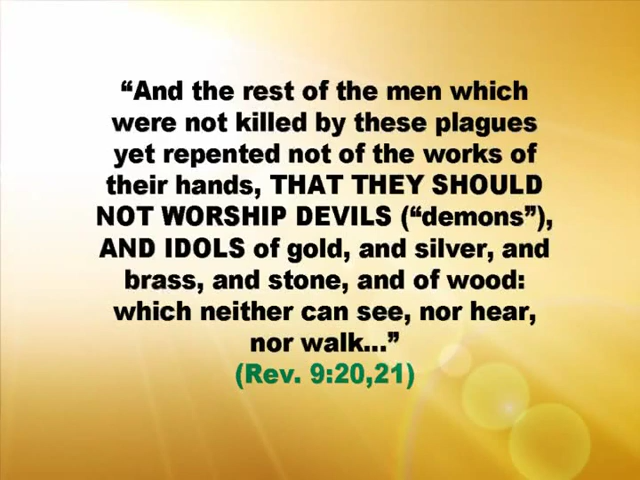 “And the rest of the men which
were not killed by these plagues
yet repented not of the works of
their hands, THAT THEY SHOULD
NOT WORSHIP DEVILS (“demons”),
AND IDOLS of gold, and silver, and
brass, and stone, and of wood:
which neither can see, nor hear,
nor walk...”
(Rev. 9:20,21)